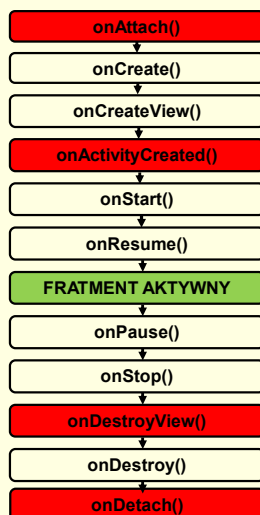 onAttach()
onCreate()
onCreateView()
onActivityCreated()
onStart()
onResume()
FRATMENT AKTYWNY
onPause()
onStop()
onDestroyView()
onDestroy()
onDetach()